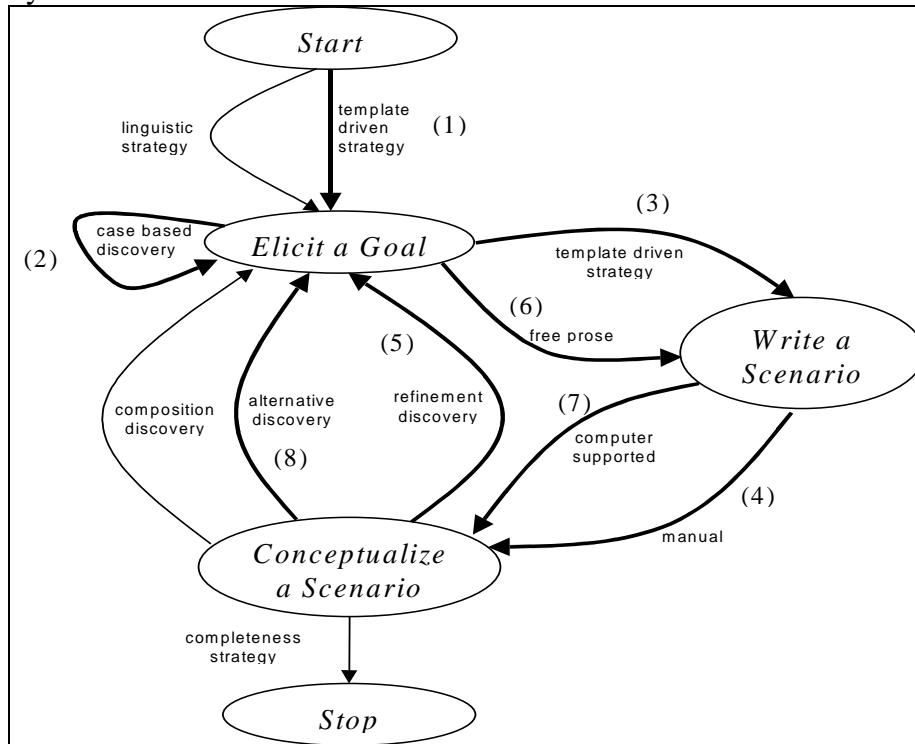 Start
linguistic
strategy
template
driven
strategy
(1)
case based
discovery
(2)
Elicit a Goal
(3)
template driven
strategy
(6)
free prose
Write a
Scenario
(5)
composition
discovery
alternative
discovery
(8)
refinement
discovery
(7)
computer
supported
(4)
manual
Conceptualize
a Scenario
completeness
strategy
Stop